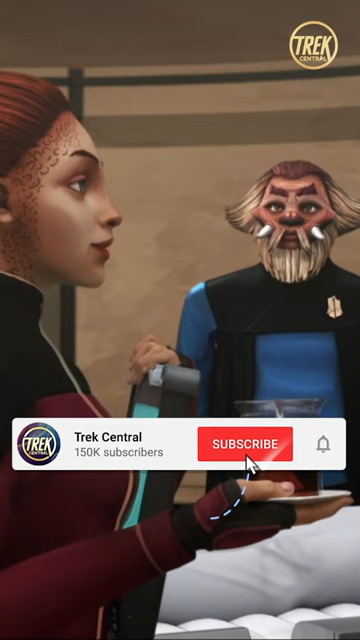 TREK
CENTRAL
TREK
CENTRAL
Trek Central
150K subscribers
SUBSCRIBE